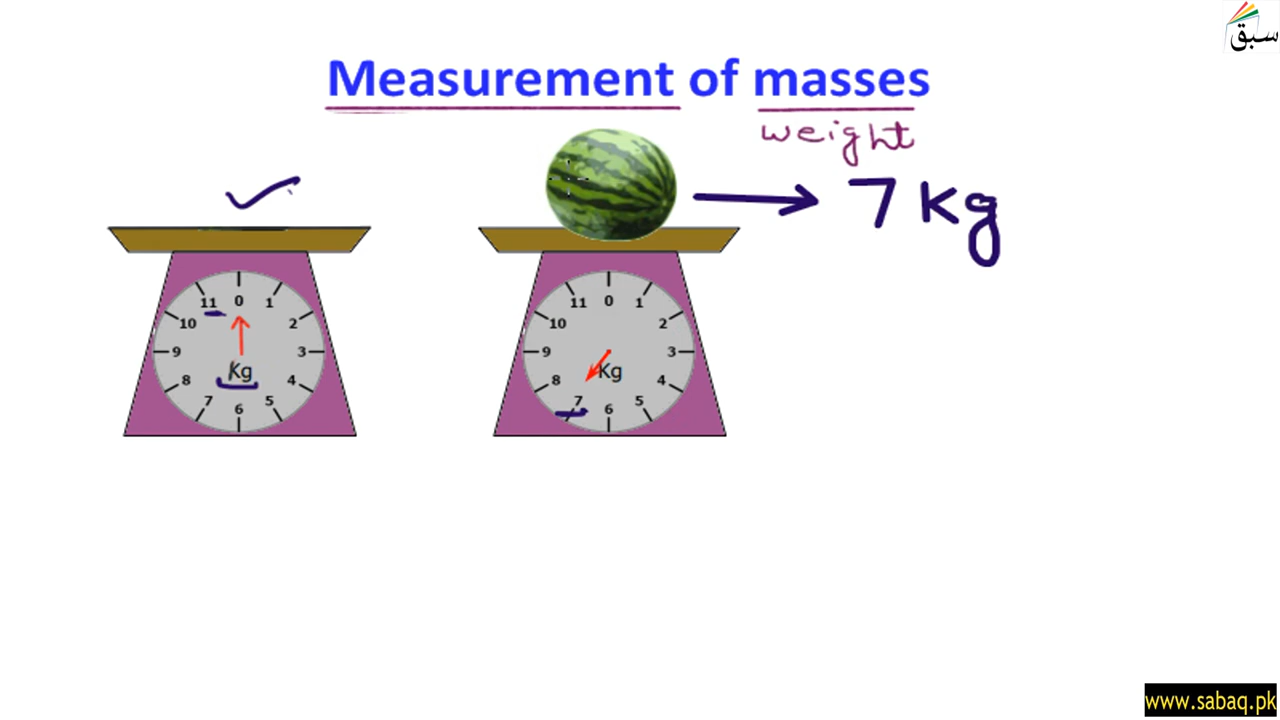 سبق
Measurement of masses
weight
7 Kg
11 0 1
10 2
9 3
Kg
8 4
7 6 5
11 0 1
10 2
9 3
Kg
8 4
7 6 5
www.sabaq.pk